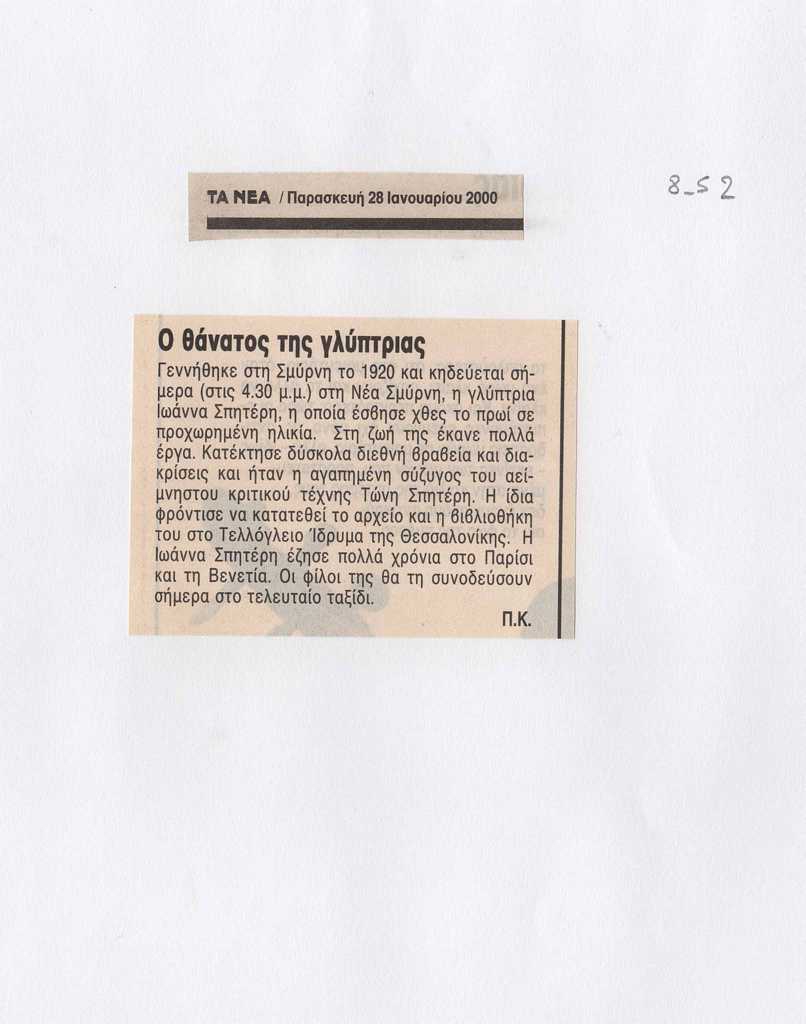 ΤΑ ΝΕΑ / Παρασκευή 28 Ιανουαρίου 2000
8-52
Ο θάνατος της γλύπτριας
Γεννήθηκε στη Σμύρνη το 1920 και κηδεύεται σή-
μερα (στις 4.30 μ.μ.) στη Νέα Σμύρνη, η γλύπτρια
Ιωάννα Σπητέρη, η οποία έσβησε χθες το πρωί σε
προχωρημένη ηλικία. Στη ζωή της έκανε πολλά
έργα. Κατέκτησε δύσκολα διεθνή βραβεία και δια-
κρίσεις και ήταν η αγαπημένη σύζυγος του αεί-
μνηστου κριτικού τέχνης Τώνη Σπητέρη. Η ίδια
φρόντισε να κατατεθεί το αρχείο και η βιβλιοθήκη
του στο Τελλόγλειο Ίδρυμα της Θεσσαλονίκης. Η
Ιωάννα Σπητέρη έζησε πολλά χρόνια στο Παρίσι
και τη Βενετία. Οι φίλοι της θα τη συνοδεύσουν
σήμερα στο τελευταίο ταξίδι.
Π.Κ.